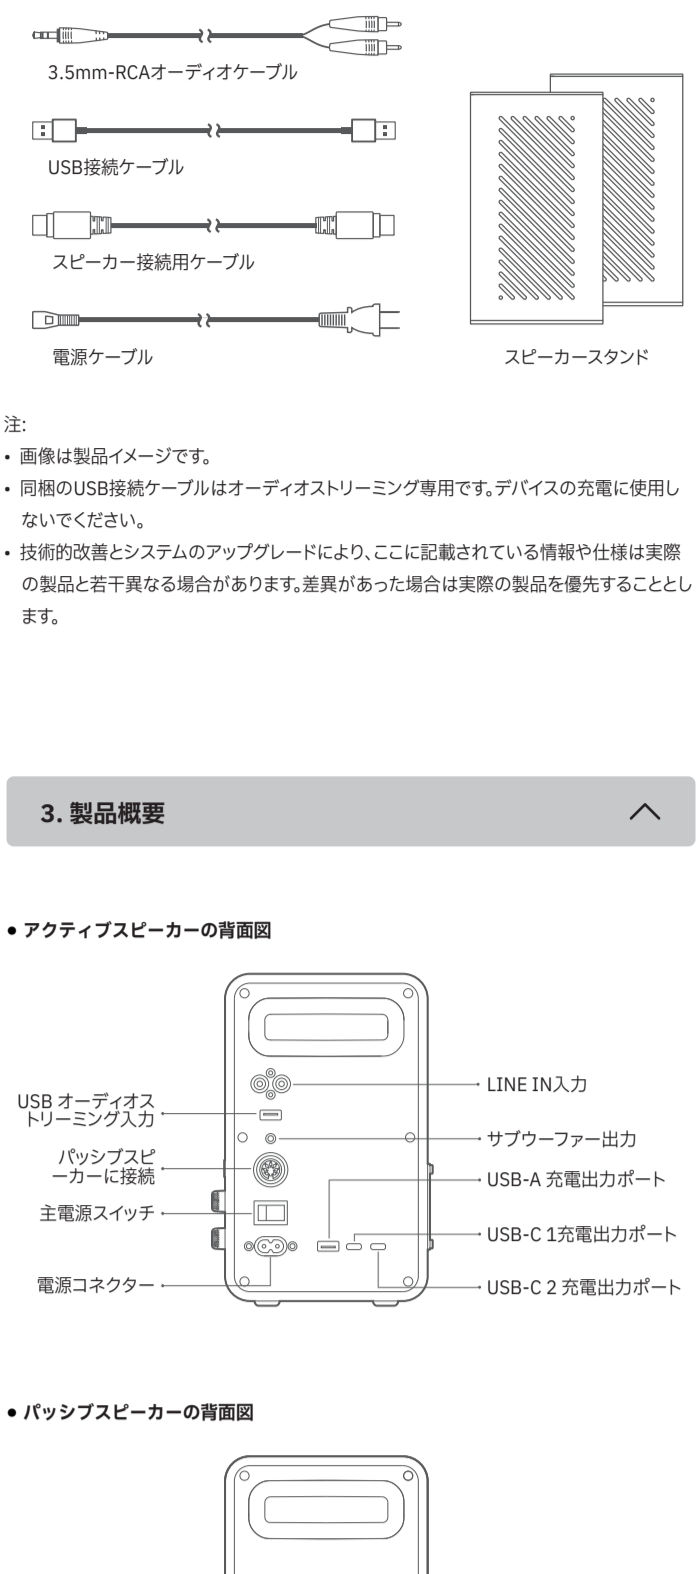 3.5mm-RCAオーディオケーブル
USB接続ケーブル
スピーカー接続用ケーブル
電源ケーブル
スピーカースタンド
注:
• 画像は製品イメージです。
• 同梱のUSB接続ケーブルはオーディオストリーミング専用です。デバイスの充電に使用し
ないでください。
• 技術的改善とシステムのアップグレードにより、ここに記載されている情報や仕様は実際
の製品と若干異なる場合があります。差異があった場合は実際の製品を優先することとし
ます。
3. 製品概要
• アクティブスピーカーの背面図
USB オーディオス
トリーミング入力
パッシブスピ
ーカーに接続
主電源スイッチ
電源コネクター
LINE IN入力
サブウーファー出力
USB-A 充電出力ポート
USB-C 1充電出力ポート
USB-C 2 充電出力ポート
• パッシブスピーカーの背面図